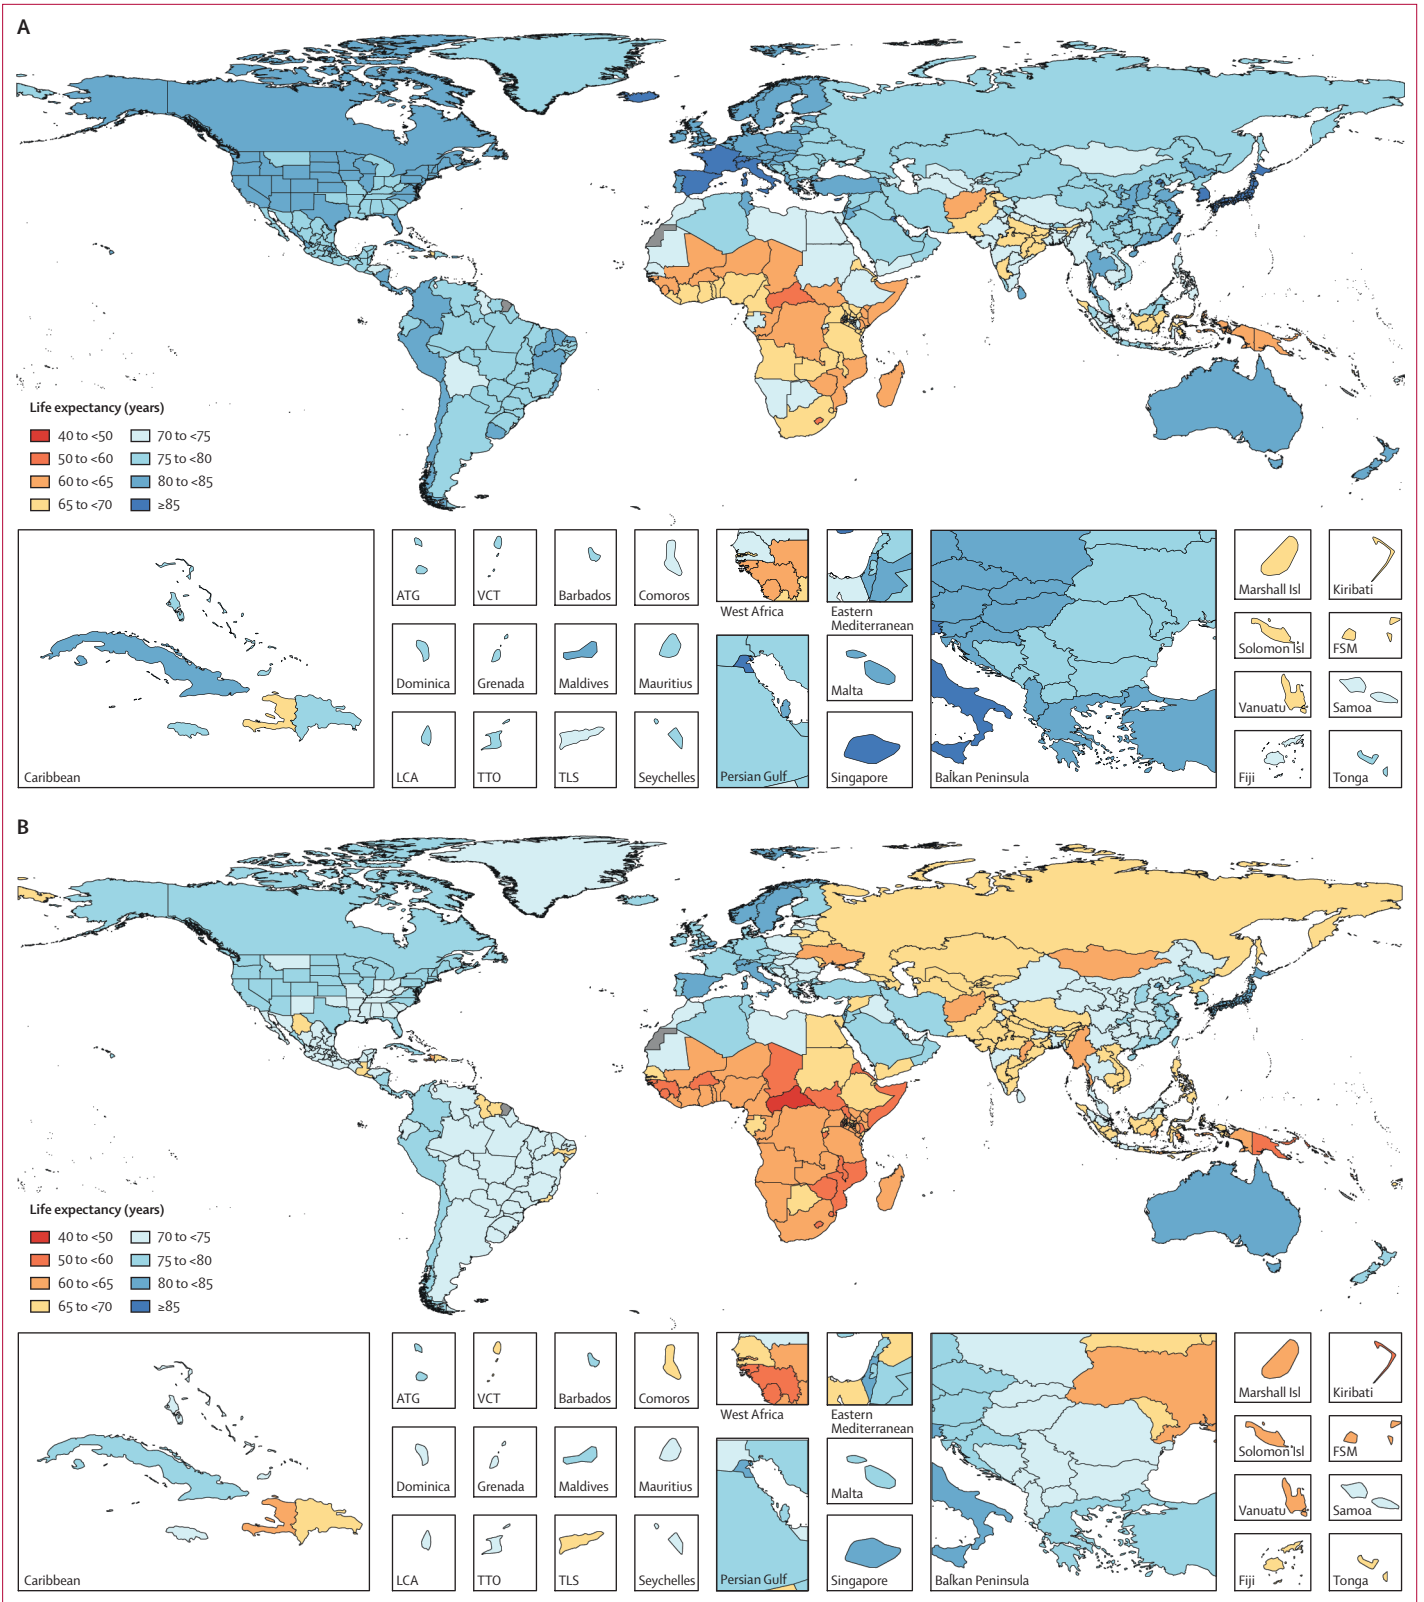 A
Life expectancy (years)
40 to <50
70 to <75
50 to <60
75 to <80
60 to <65
80 to <85
65 to <70
≥85
Caribbean
ATG
VCT
Barbados
Comoros
West Africa
Eastern
Mediterranean
Marshall Isl
Kiribati
Dominica
Grenada
Maldives
Mauritius
Malta
Solomon Isl
FSM
Vanuatu
Samoa
LCA
TTO
TLS
Seychelles
Persian Gulf
Singapore
Balkan Peninsula
Fiji
Tonga
B
Life expectancy (years)
40 to <50
70 to <75
50 to <60
75 to <80
60 to <65
80 to <85
65 to <70
≥85
Caribbean
ATG
VCT
Barbados
Comoros
West Africa
Eastern
Mediterranean
Marshall Isl
Kiribati
Dominica
Grenada
Maldives
Mauritius
Malta
Solomon Isl
FSM
Vanuatu
Samoa
LCA
TTO
TLS
Seychelles
Persian Gulf
Singapore
Balkan Peninsula
Fiji
Tonga